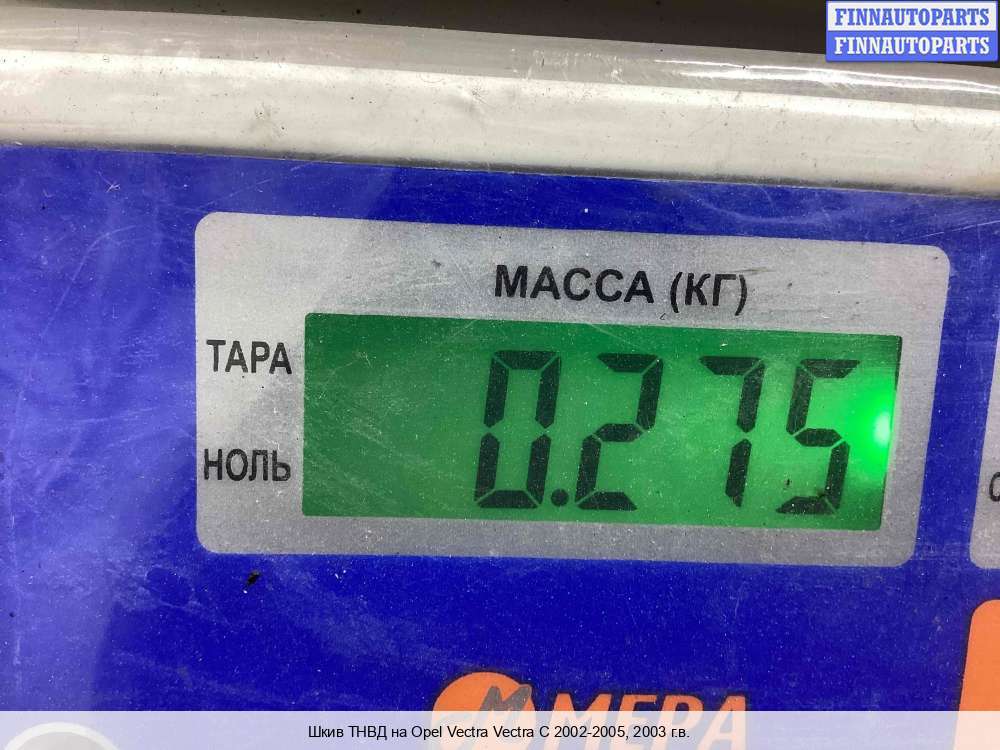 FINNAUTOPARTS
FINNAUTOPARTS
МАССА (КГ)
ТАРА
0.275
НОЛЬ
МЕРА
Шкив ТНВД на Opel Vectra Vectra C 2002-2005, 2003 г.в.